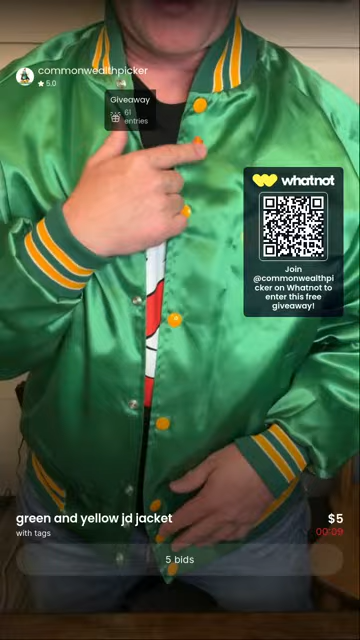 commonwealthpicker
★ 5.0
Giveaway
61
entries
whatnot
Join
@commonwealthpi
cker on Whatnot to
enter this free
giveaway!
green and yellow jd jacket
$5
with tags
00:09
5 bids